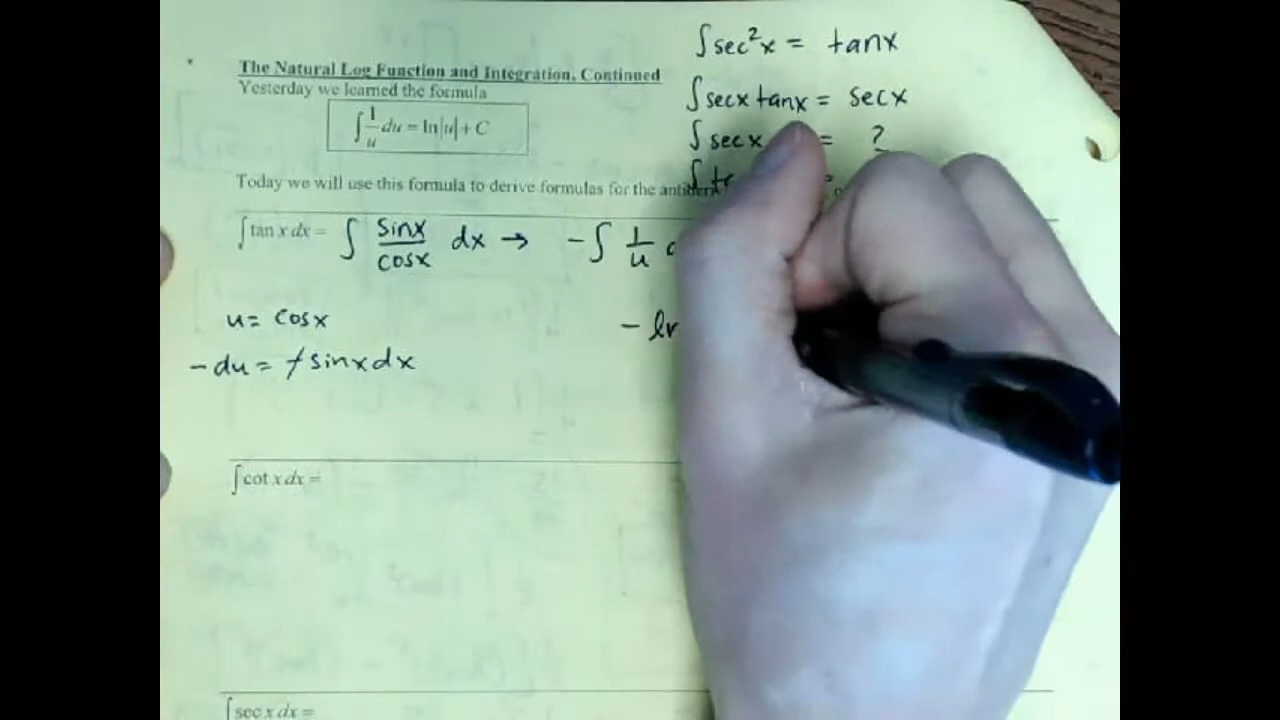 ∫sec²x = tanx
The Natural Log Function and Integration, Continued
Yesterday we learned the formula
∫secx tanx = secx
∫ 1/u du = ln|u| + C
∫secx = ?
Today we will use this formula to derive formulas for the
∫tan x dx = ∫ sinx/cosx dx → -∫ 1/u
u = cosx
-du = -sinxdx
∫cot x dx =
∫sec x dx =